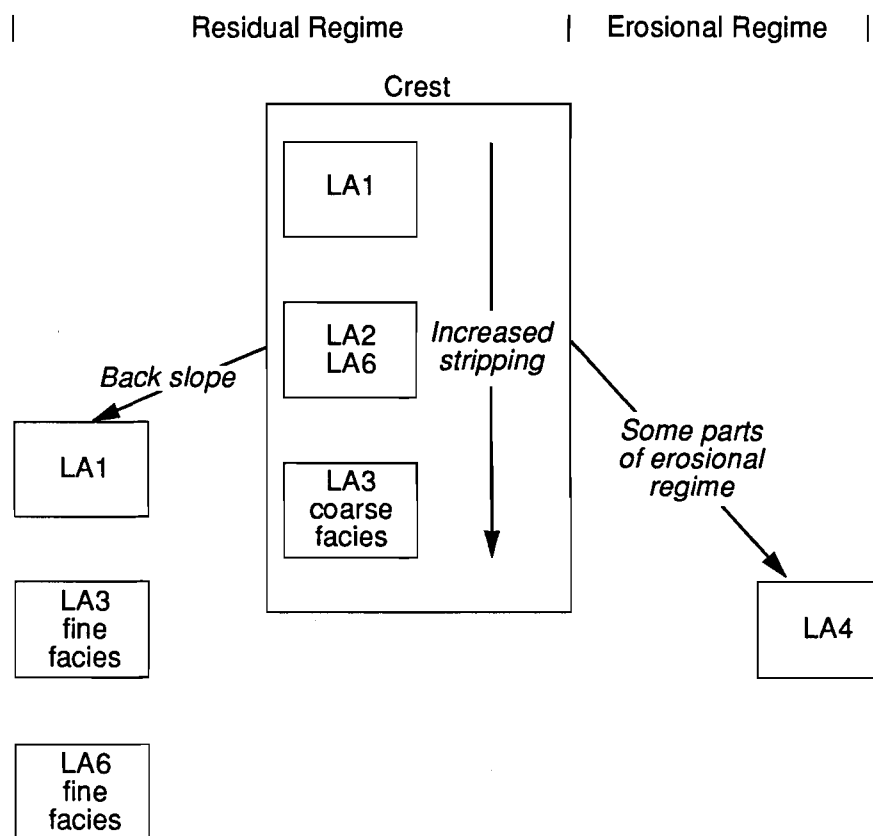 Residual Regime
Erosional Regime
Crest
LA1
LA2
LA6
Increased
stripping
LA3
coarse
facies
Back slope
LA1
LA3
fine
facies
LA6
fine
facies
Some parts
of erosional
regime
LA4